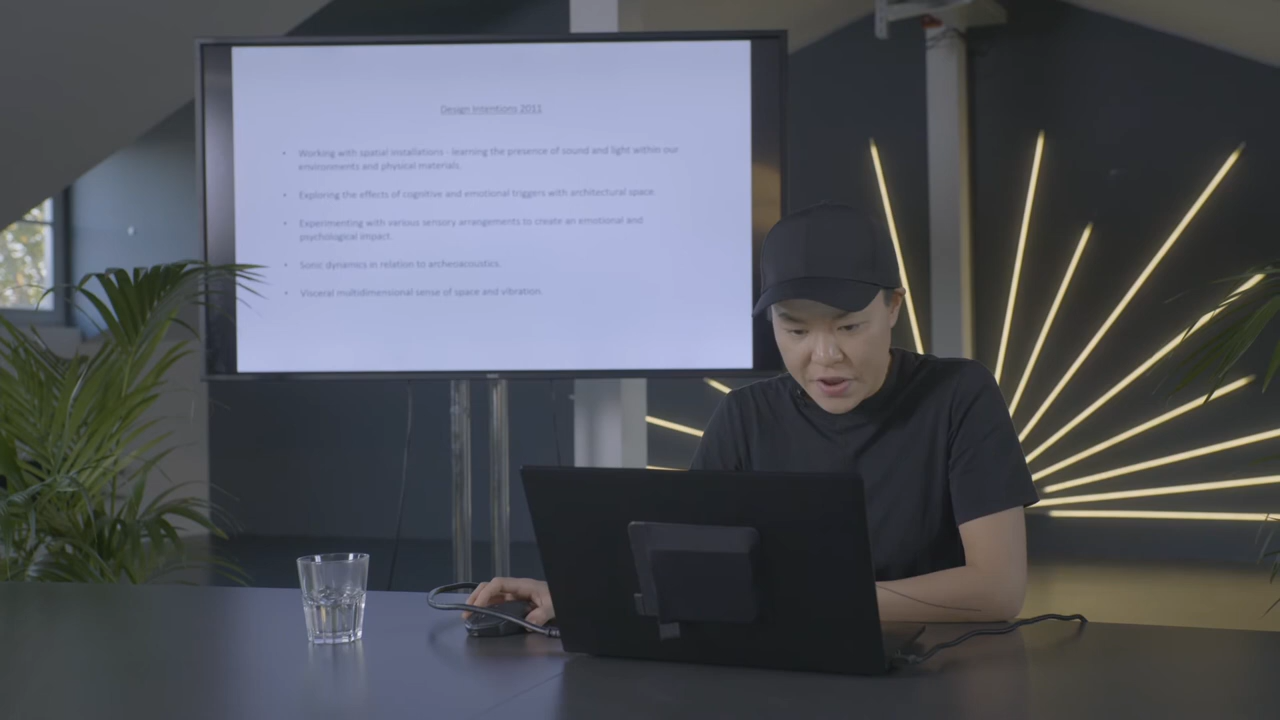 Design Intentions 2011
• Working with spatial installations - learning the presence of sound and light within our
environments and physical materials.
• Exploring the effects of cognitive and emotional triggers with architectural space.
• Experimenting with various sensory arrangements to create an emotional and
psychological impact.
• Sonic dynamics in relation to archeoacoustics.
• Visceral multidimensional sense of space and vibration.